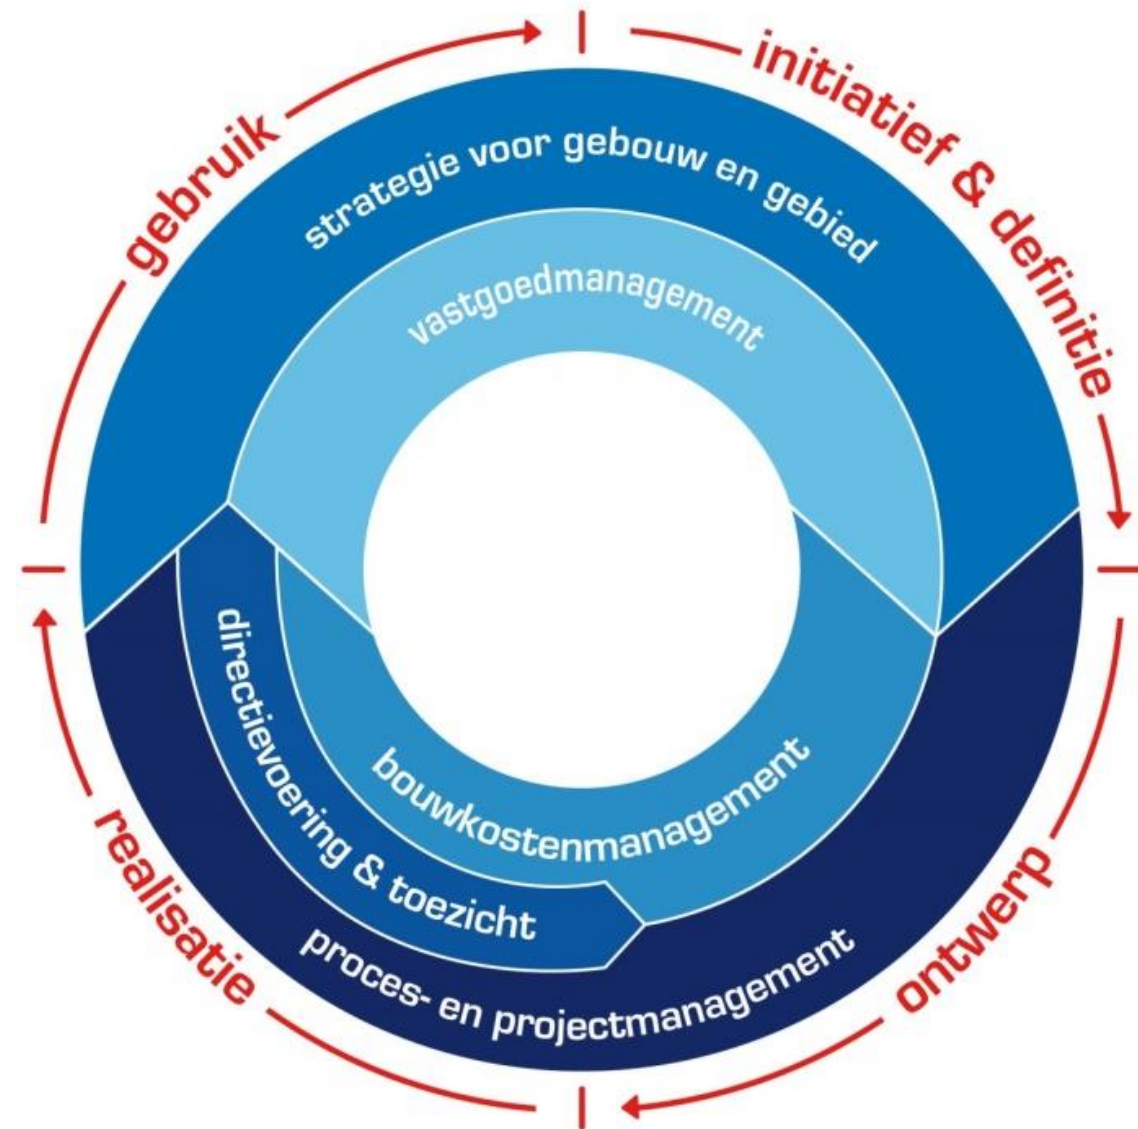 initiatief & definitie
ontwerp
realisatie
gebruik
strategie voor gebouw en gebied
vastgoedmanagement
bouwkostenmanagement
directievoering & toezicht
proces- en projectmanagement